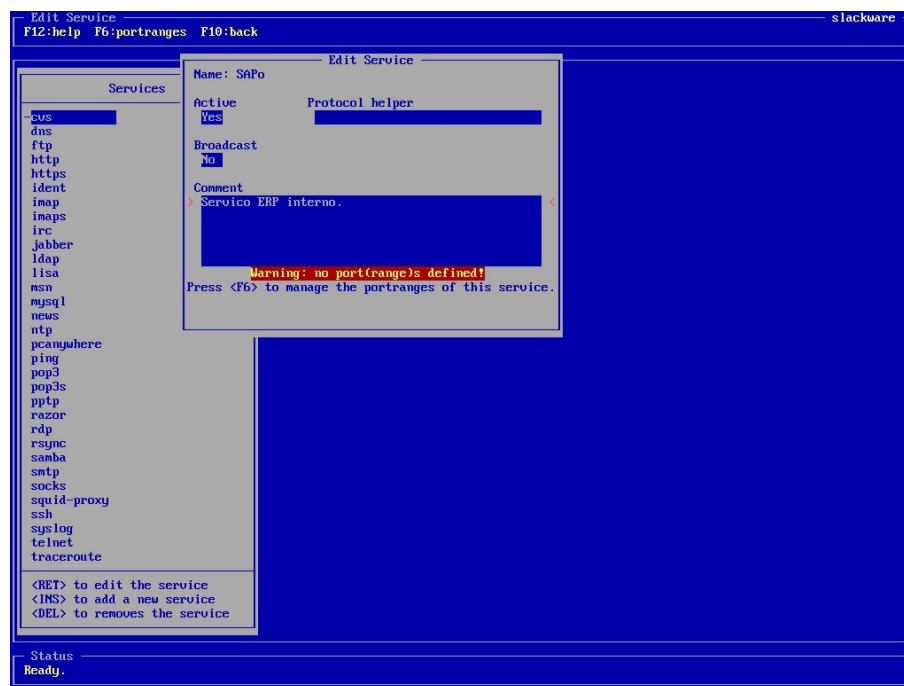 Edit Service
slackware
F12:help F6:portranges F10:back
Edit Service
Name: SAPo
Active Protocol helper
Yes
Broadcast
No
Comment
> Servico ERP interno. <
Warning: no port(range)s defined!
Press <F6> to manage the portranges of this service.
Services
cvs
dns
ftp
http
https
ident
imap
imaps
irc
jabber
ldap
lisa
msn
mysql
news
ntp
pcanywhere
ping
pop3
pop3s
pptp
razor
rdp
rsync
samba
smtp
socks
squid-proxy
ssh
syslog
telnet
traceroute
<RET> to edit the service
<INS> to add a new service
<DEL> to removes the service
Status
Ready.